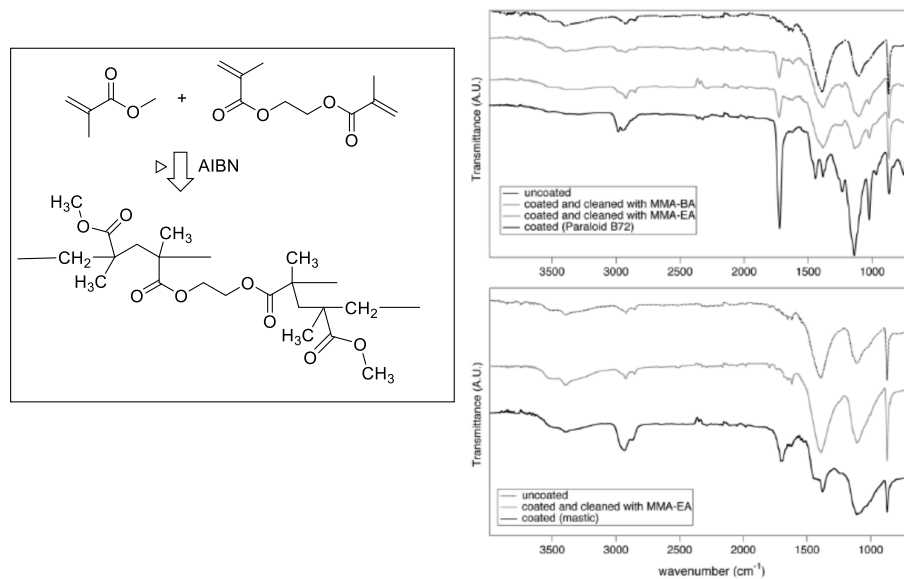 O
O
+
O
O
O
O
AIBN
H₃C
O
O
CH₂
CH₃
H₃C
O
O
O
O
CH₃
CH₂
H₃C
O
O
CH₃
Transmittance (A.U.)
uncoated
coated and cleaned with MMA-BA
coated and cleaned with MMA-EA
coated (Paraloid B72)
3500 3000 2500 2000 1500 1000
Transmittance (A.U.)
uncoated
coated and cleaned with MMA-EA
coated (mastic)
3500 3000 2500 2000 1500 1000
wavenumber (cm⁻¹)